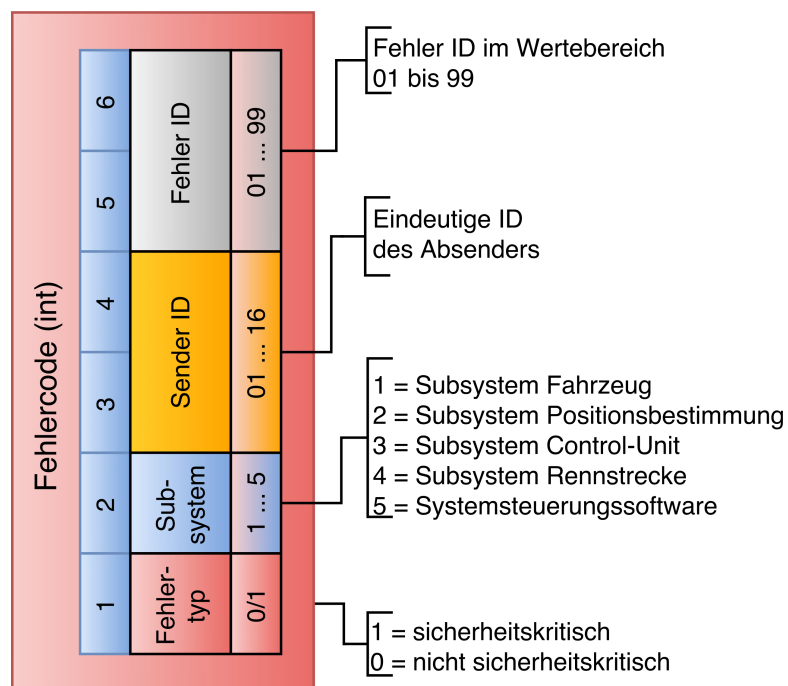 Fehlercode (int)
6
5
4
3
2
1
Fehler ID
01 ... 99
Sender ID
01 ... 16
Sub-
system
1 ... 5
Fehler-
typ
0/1
Fehler ID im Wertebereich
01 bis 99
Eindeutige ID
des Absenders
1 = Subsystem Fahrzeug
2 = Subsystem Positionsbestimmung
3 = Subsystem Control-Unit
4 = Subsystem Rennstrecke
5 = Systemsteuerungssoftware
1 = sicherheitskritisch
0 = nicht sicherheitskritisch